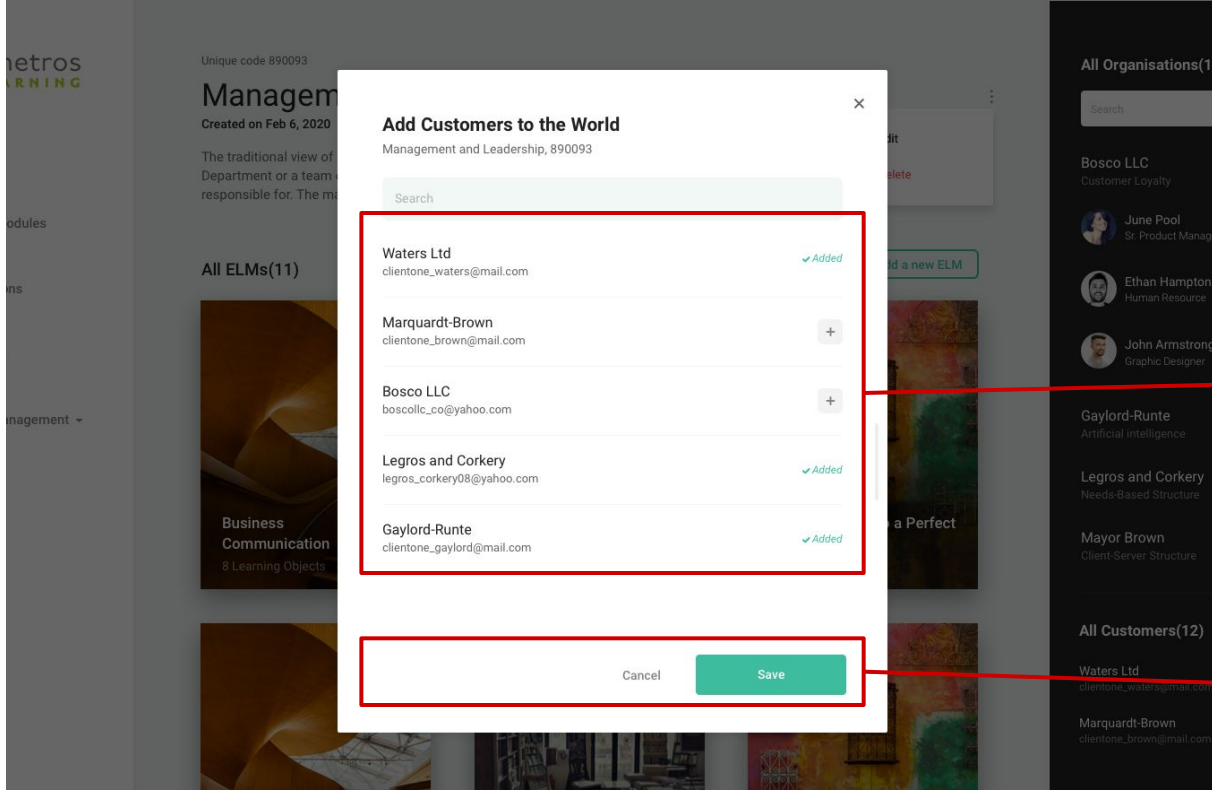 netros
ARNING
odules
ons
anagement
Unique code 890093
Managem
Created on Feb 6, 2020
The traditional view of
Department or a team
responsible for. The ma
All ELMs(11)
Business
Communication
8 Learning Objects
Add Customers to the World
Management and Leadership, 890093
Search
Waters Ltd
clientone_waters@mail.com
Added
Marquardt-Brown
clientone_brown@mail.com
+
Bosco LLC
boscollc_co@yahoo.com
+
Legros and Corkery
legros_corkery08@yahoo.com
Added
Gaylord-Runte
clientone_gaylord@mail.com
Added
Cancel
Save
dit
elete
dd a new ELM
a Perfect
All Organisations(1
Search
Bosco LLC
Customer Loyalty
June Pool
Sr. Product Manag
Ethan Hampton
Human Resource
John Armstrong
Graphic Designer
Gaylord-Runte
Artificial intelligence
Legros and Corkery
Needs-Based Structure
Mayor Brown
Client-Server Structure
All Customers(12)
Waters Ltd
clientone_waters@mail.com
Marquardt-Brown
clientone_brown@mail.com